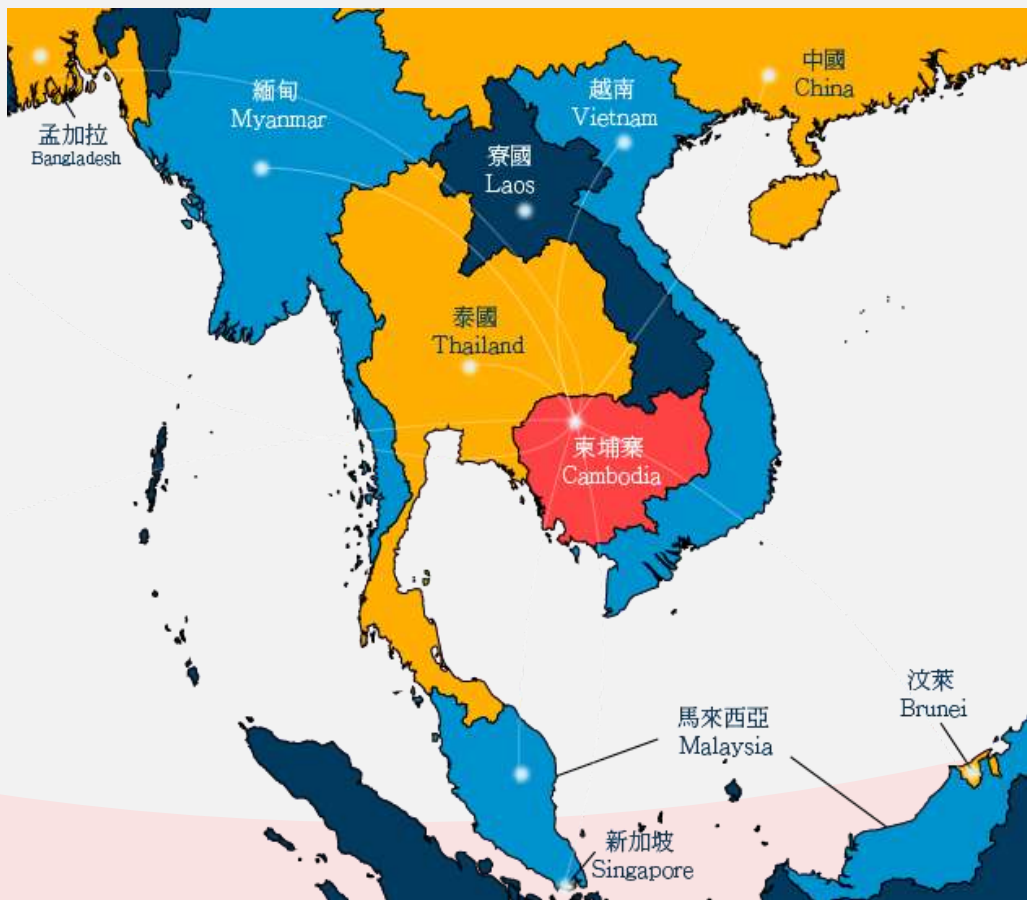 中國
China
緬甸
Myanmar
越南
Vietnam
孟加拉
Bangladesh
寮國
Laos
泰國
Thailand
柬埔寨
Cambodia
汶萊
Brunei
馬來西亞
Malaysia
新加坡
Singapore